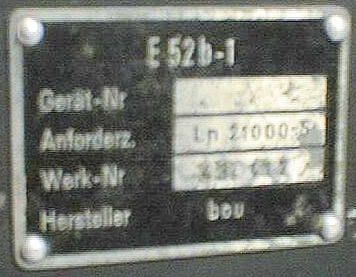 E 52b-1
Gerät-Nr
Anforderz. Ln 21000-5
Werk-Nr
Hersteller bou